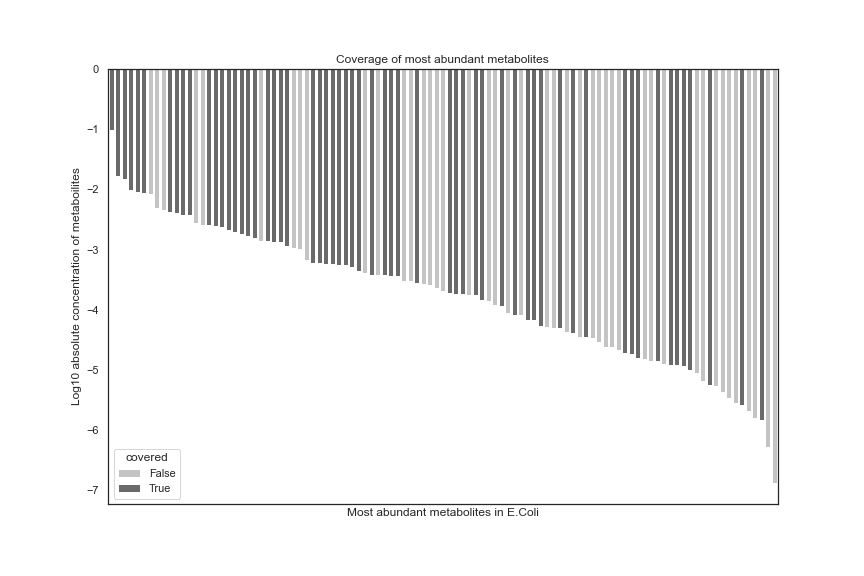 Coverage of most abundant metabolites
0
−1
−2
−3
−4
−5
−6
−7
Log10 absolute concentration of metaboilites
covered
False
True
Most abundant metabolites in E.Coli